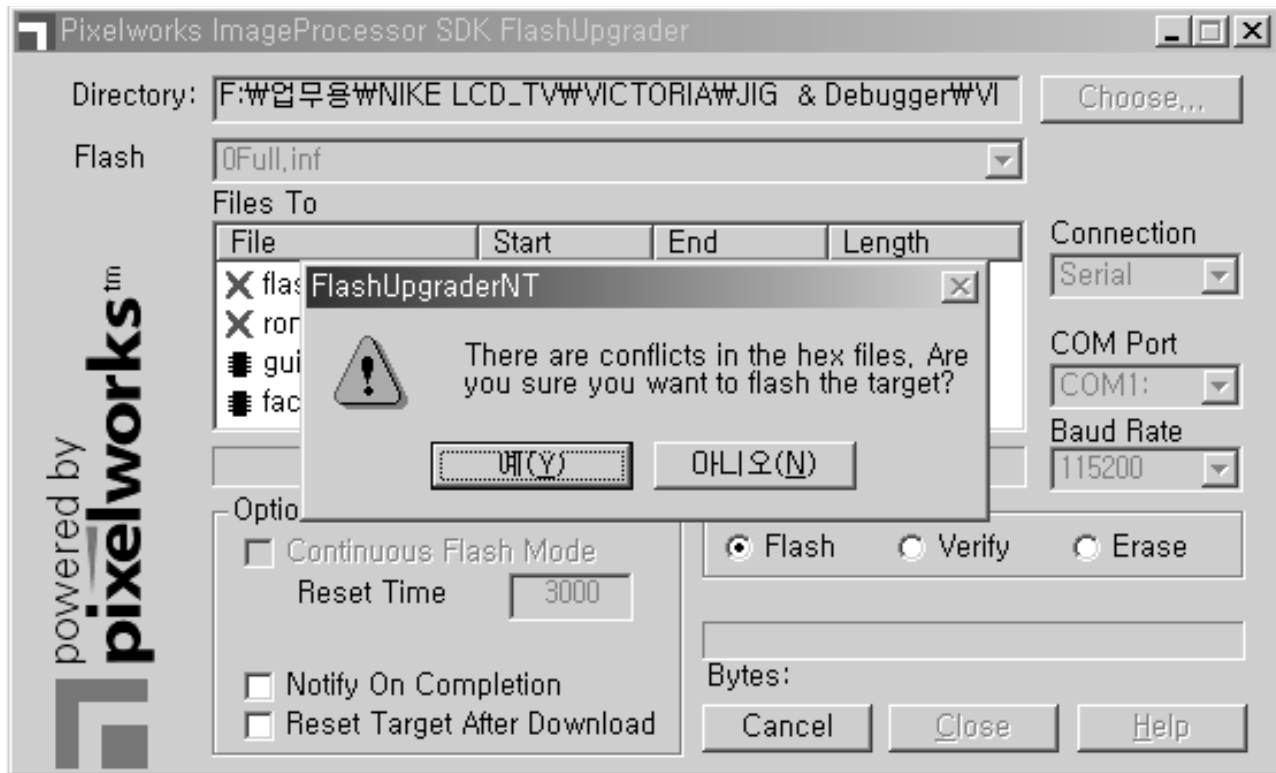 Pixelworks ImageProcessor SDK FlashUpgrader
Directory: F:₩업무용₩NIKE LCD_TV₩VICTORIA₩JIG & Debugger₩VI Choose...
Flash 0Full.inf
Files To
File Start End Length
Connection
Serial
flas
ron
gui
fac
FlashUpgraderNT
There are conflicts in the hex files, Are
you sure you want to flash the target?
예(Y) 아니오(N)
COM Port
COM1:
Baud Rate
115200
Optio
Continuous Flash Mode
Reset Time 3000
Notify On Completion
Reset Target After Download
Flash Verify Erase
Bytes:
Cancel Close Help
powered by
pixelworks tm